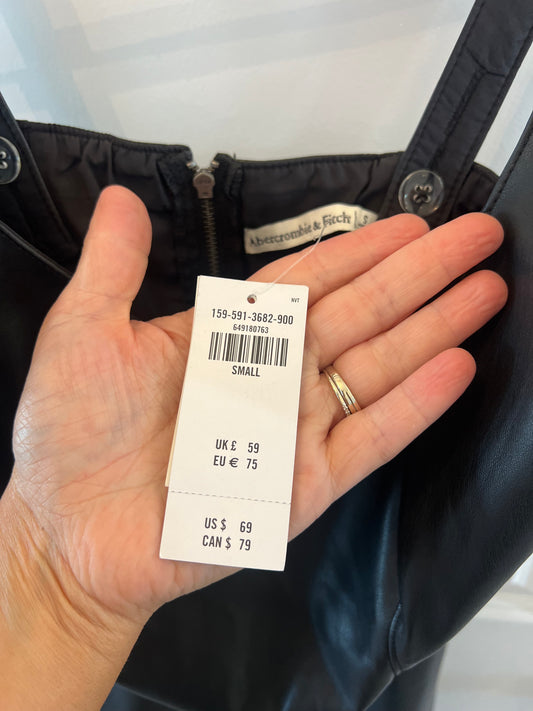 Abercrombie & Fitch S
NVT
159-591-3682-900
649180763
SMALL
UK £ 59
EU € 75
US $ 69
CAN $ 79